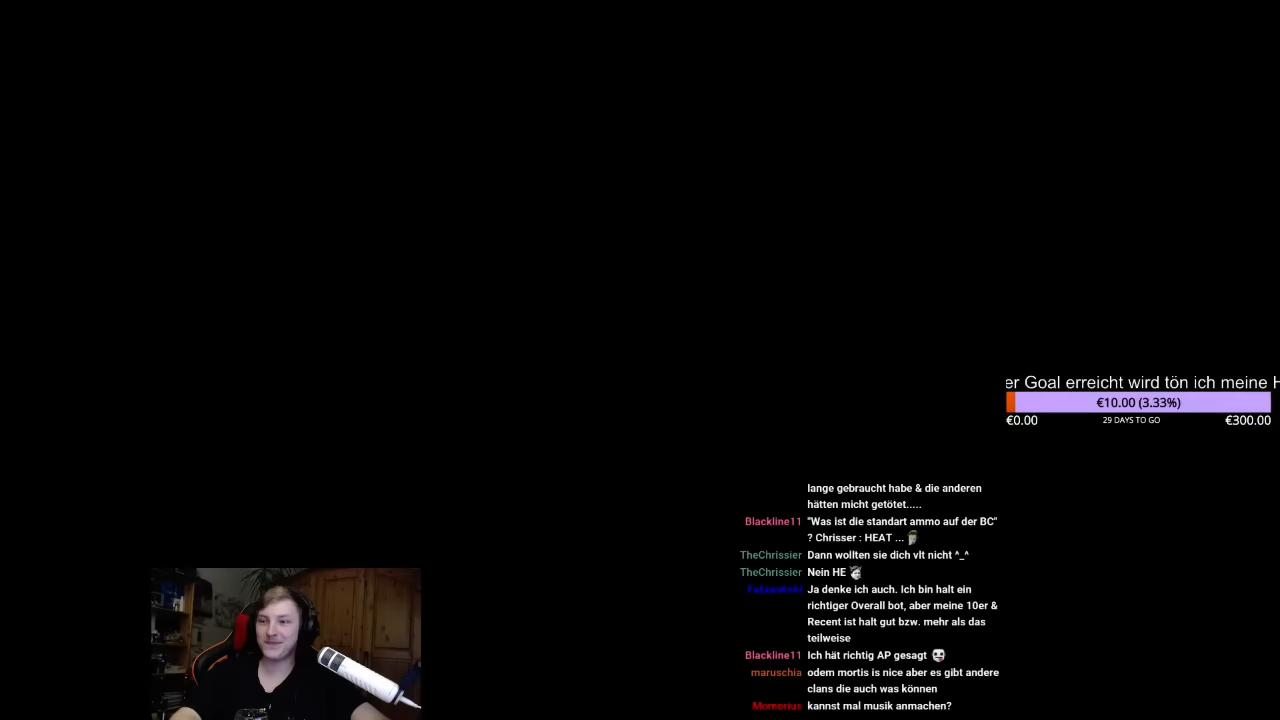 er Goal erreicht wird tön ich meine H
€10.00 (3.33%)
€0.00 29 DAYS TO GO €300.00
lange gebraucht habe & die anderen
hätten micht getötet.....
Blackline11 "Was ist die standart ammo auf der BC"
? Chrisser : HEAT ...
TheChrissier Dann wollten sie dich vlt nicht ^_^
TheChrissier Nein HE
Ja denke ich auch. Ich bin halt ein
richtiger Overall bot, aber meine 10er &
Recent ist halt gut bzw. mehr als das
teilweise
Blackline11 Ich hät richtig AP gesagt
maruschia odem mortis is nice aber es gibt andere
clans die auch was können
Momorius kannst mal musik anmachen?